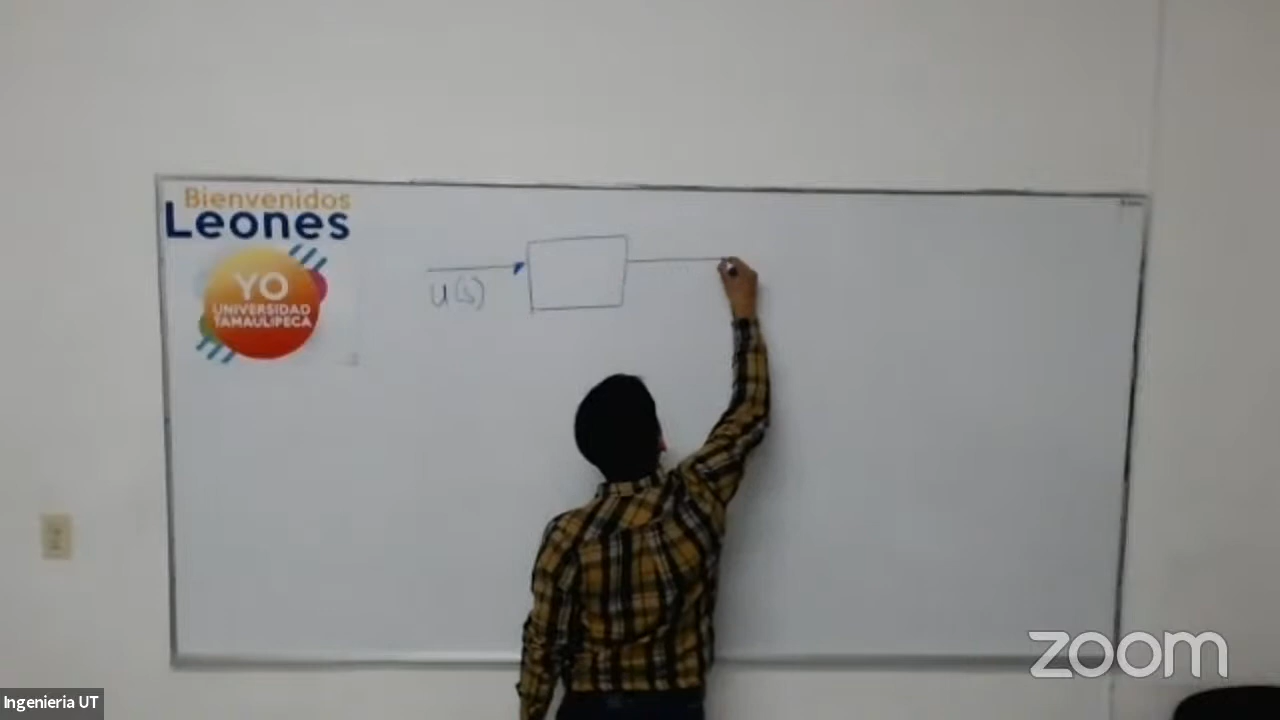 Bienvenidos
Leones
YO
UNIVERSIDAD
TAMAULIPECA
U(s)
zoom
Ingenieria UT